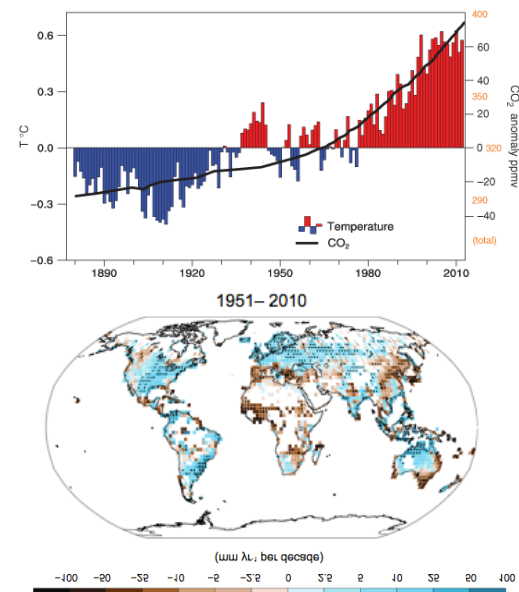 400
0.6
60
40
0.3
350
20
T °C
0.0
0
320
CO₂ anomaly ppmv
−20
290
−0.3
−40
Temperature
(total)
CO₂
−0.6
1890 1920 1950 1980 2010
1951– 2010
(mm yr⁻¹ per decade)
−100 −50 −25 −10 −5 −2.5 0 2.5 5 10 25 50 100